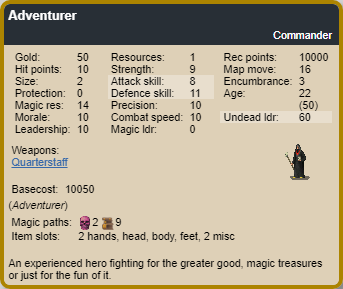 Adventurer
Commander
Gold: 50 Resources: 1 Rec points: 10000
Hit points: 10 Strength: 9 Map move: 16
Size: 2 Attack skill: 8 Encumbrance: 3
Protection: 0 Defence skill: 11 Age: 22
Magic res: 14 Precision: 10 (50)
Morale: 10 Combat speed: 10 Undead ldr: 60
Leadership: 10 Magic ldr: 0
Weapons:
Quarterstaff
Basecost: 10050
(Adventurer)
Magic paths: 2 9
Item slots: 2 hands, head, body, feet, 2 misc
An experienced hero fighting for the greater good, magic treasures
or just for the fun of it.